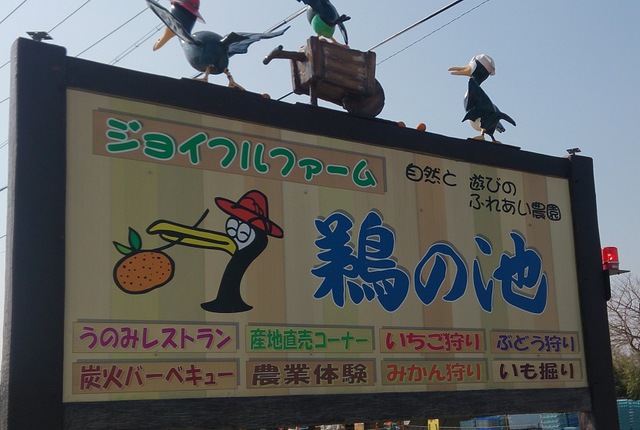 ジョイフルファーム
自然と 遊びの
ふれあい農園
鵜の池
うのみレストラン
産地直売コーナー
いちご狩り
ぶどう狩り
炭火バーベキュー
農業体験
みかん狩り
いも掘り